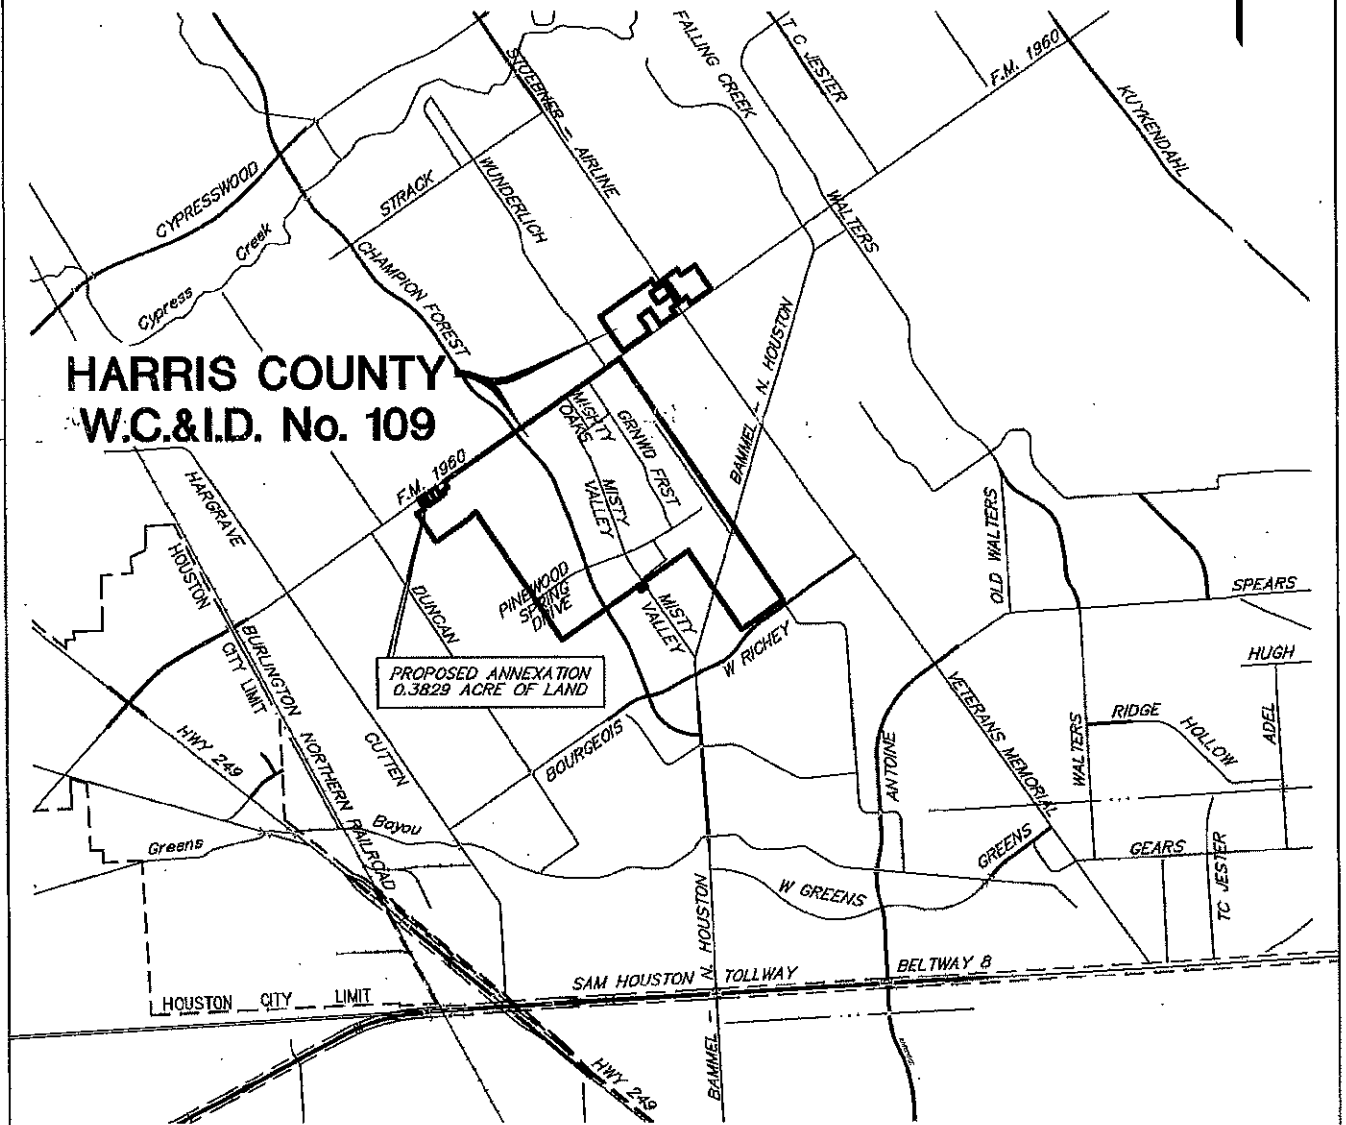 FALLING CREEK
T C JESTER
F.M. 1960
KUYKENDAHL
STUEBNER - AIRLINE
CYPRESSWOOD
STRACK
WUNDERLICH
WALTERS
Cypress Creek
CHAMPION FOREST
BAMMEL - N. HOUSTON
HARRIS COUNTY
W.C.&I.D. No. 109
MIGHTY
OAKS
GRNWD FRST
F.M. 1960
HARGRAVE
MISTY
VALLEY
OLD WALTERS
HOUSTON
CITY LIMIT
PINEWOOD
SPRING
DRIVE
DUNCAN
MISTY
VALLEY
SPEARS
W RICHEY
HUGH
PROPOSED ANNEXATION
0.3829 ACRE OF LAND
BURLINGTON NORTHERN RAILROAD
VETERANS MEMORIAL
RIDGE HOLLOW
ADEL
WALTERS
HWY 249
CUTTEN
BOURGEOIS
ANTOINE
Greens Bayou
GREENS
GEARS
TC JESTER
W GREENS
SAM HOUSTON TOLLWAY
BELTWAY 8
HOUSTON CITY LIMIT
BAMMEL - N. HOUSTON
HWY 249